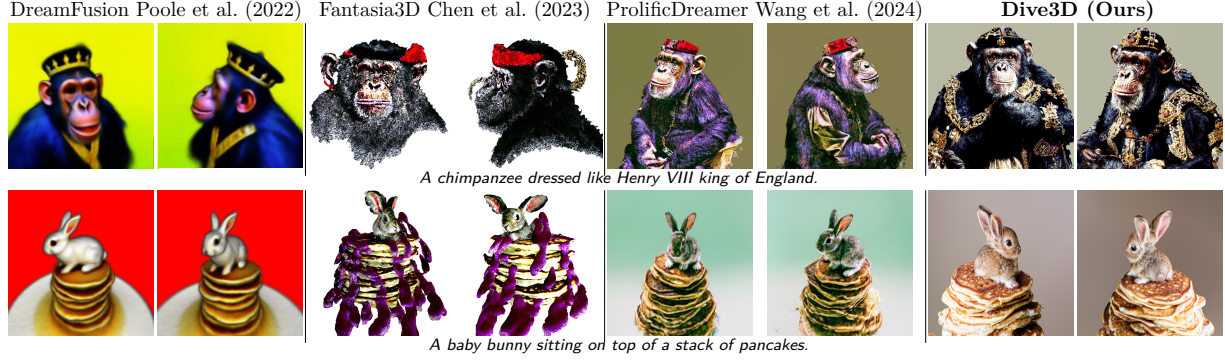 DreamFusion Poole et al. (2022) Fantasia3D Chen et al. (2023) ProlificDreamer Wang et al. (2024) Dive3D (Ours)
A chimpanzee dressed like Henry VIII king of England.
A baby bunny sitting on top of a stack of pancakes.